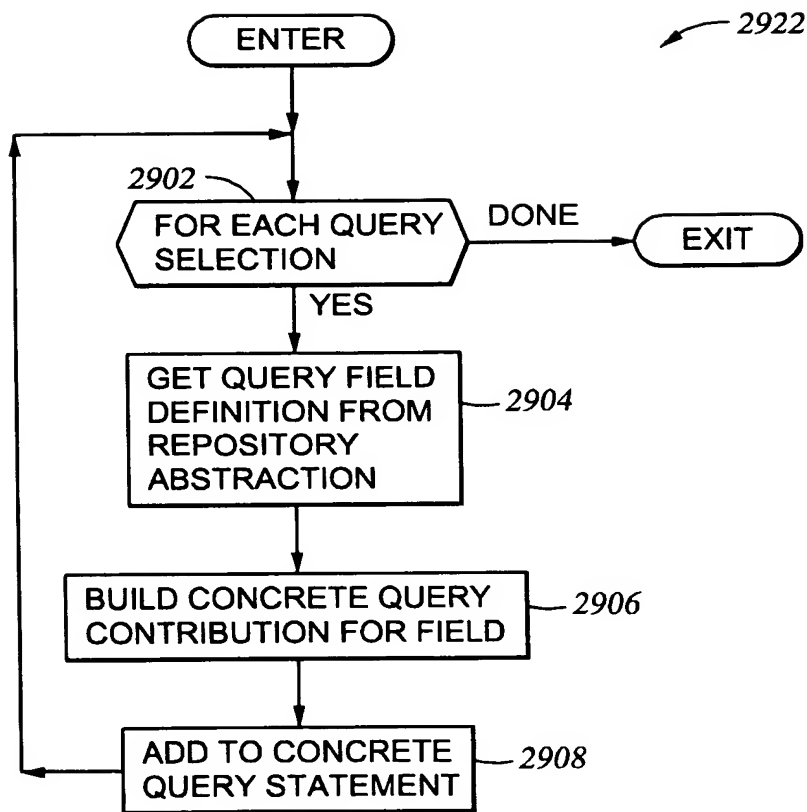 ENTER
2922
2902
FOR EACH QUERY
SELECTION
DONE
EXIT
YES
GET QUERY FIELD
DEFINITION FROM
REPOSITORY
ABSTRACTION
2904
BUILD CONCRETE QUERY
CONTRIBUTION FOR FIELD
2906
ADD TO CONCRETE
QUERY STATEMENT
2908